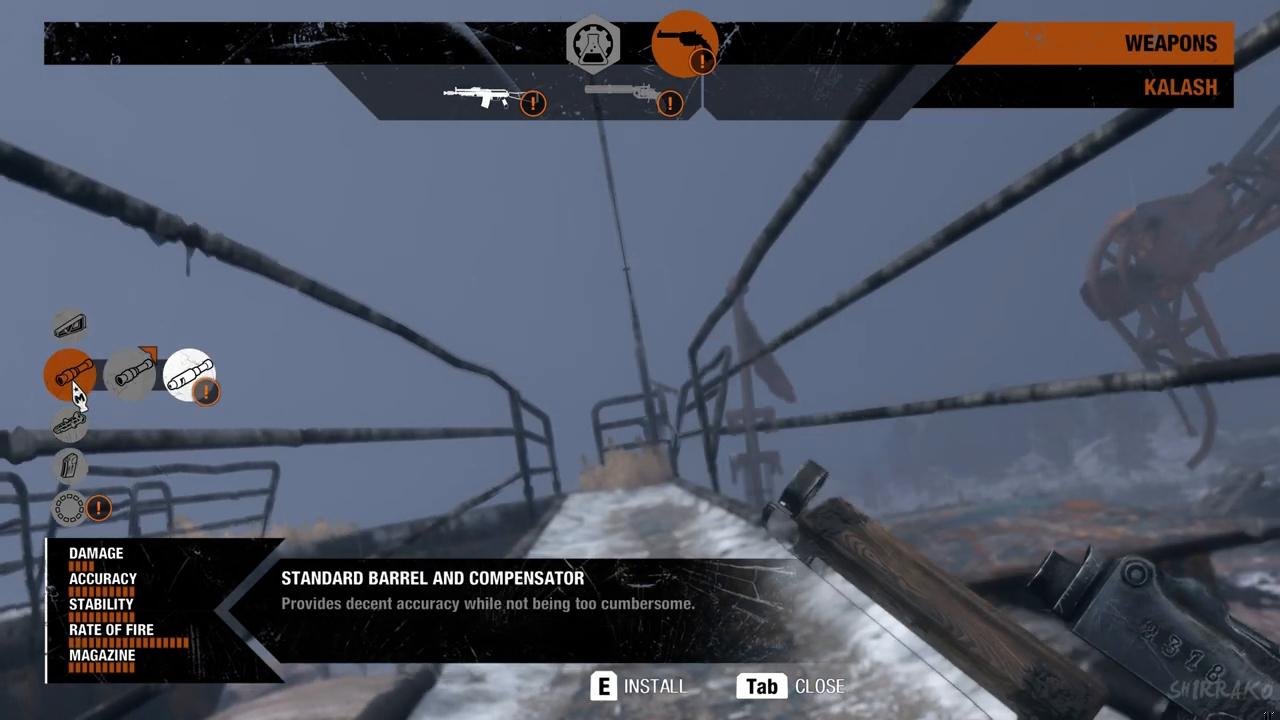 WEAPONS
KALASH
!
!
!
!
!
DAMAGE
ACCURACY
STABILITY
RATE OF FIRE
MAGAZINE
STANDARD BARREL AND COMPENSATOR
Provides decent accuracy while not being too cumbersome.
E INSTALL
Tab CLOSE
2378
SHIRRAKO